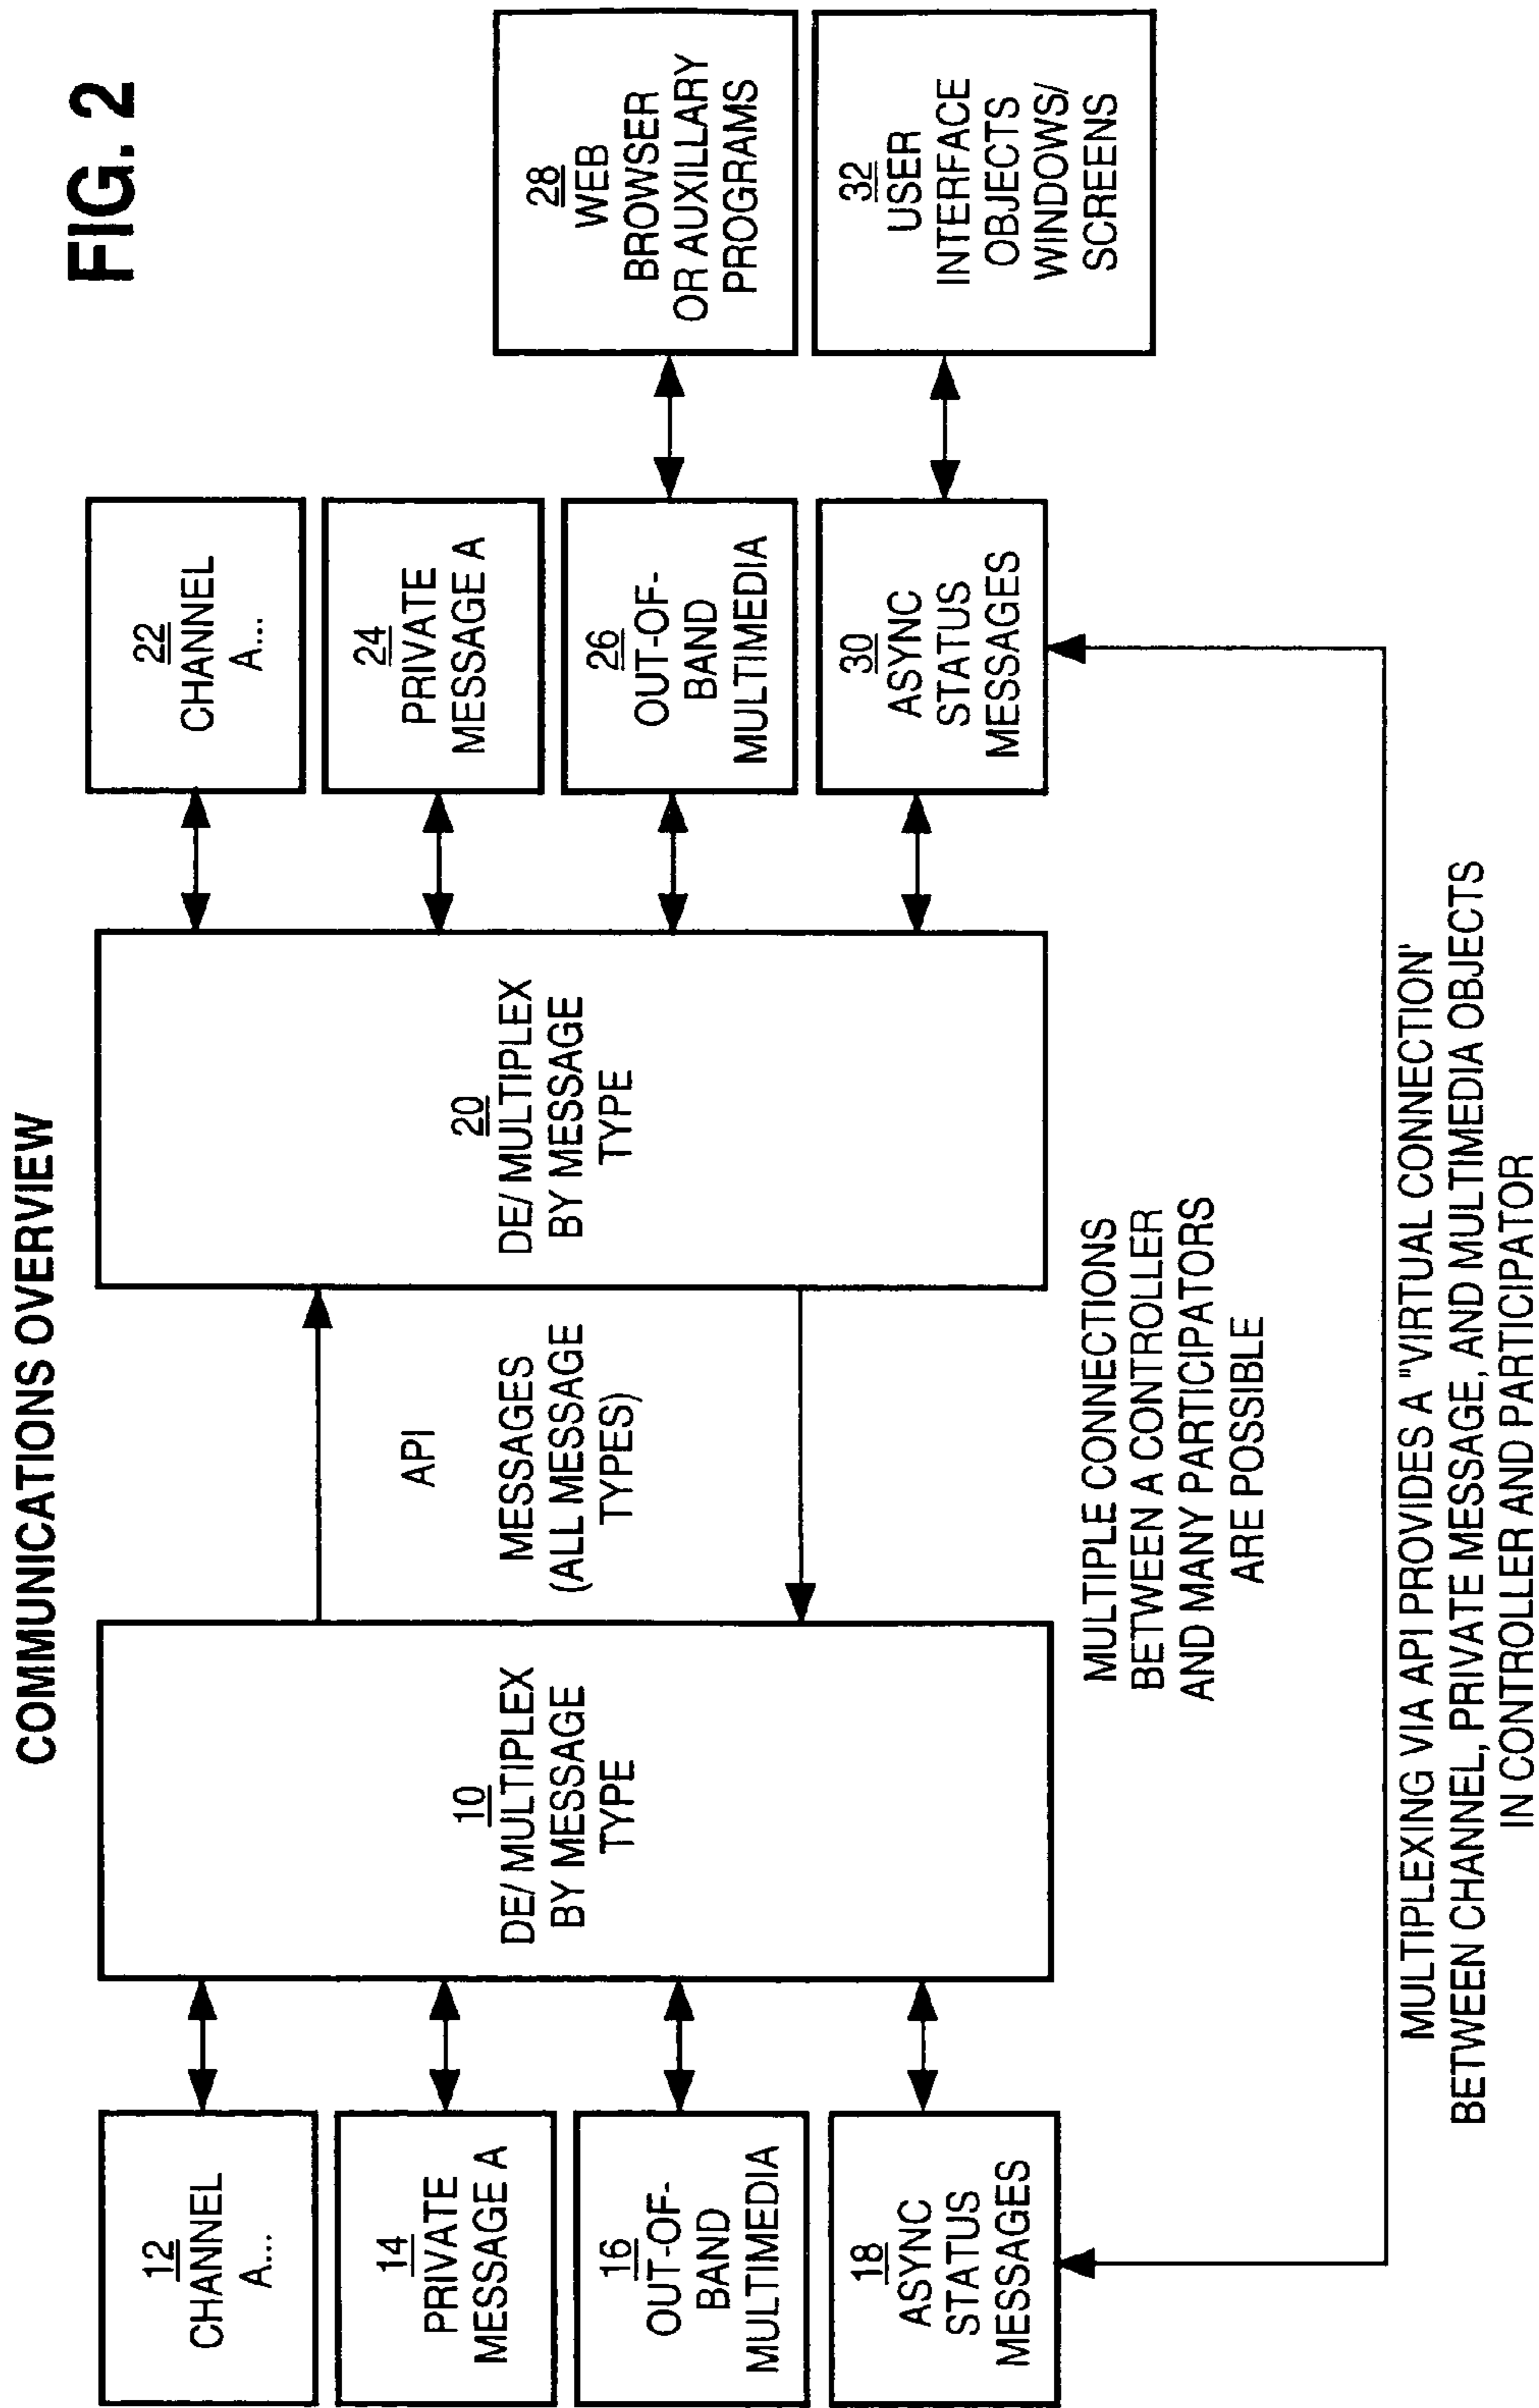 FIG. 2
COMMUNICATIONS OVERVIEW
12
CHANNEL
A...
14
PRIVATE
MESSAGE A
16
OUT-OF-
BAND
MULTIMEDIA
18
ASYNC
STATUS
MESSAGES
10
DE/ MULTIPLEX
BY MESSAGE
TYPE
API
MESSAGES
(ALL MESSAGE
TYPES)
20
DE/ MULTIPLEX
BY MESSAGE
TYPE
22
CHANNEL
A...
24
PRIVATE
MESSAGE A
26
OUT-OF-
BAND
MULTIMEDIA
30
ASYNC
STATUS
MESSAGES
28
WEB
BROWSER
OR AUXILLARY
PROGRAMS
32
USER
INTERFACE
OBJECTS
WINDOWS/
SCREENS
MULTIPLE CONNECTIONS
BETWEEN A CONTROLLER
AND MANY PARTICIPATORS
ARE POSSIBLE
MULTIPLEXING VIA API PROVIDES A "VIRTUAL CONNECTION'
BETWEEN CHANNEL, PRIVATE MESSAGE, AND MULTIMEDIA OBJECTS
IN CONTROLLER AND PARTICIPATOR